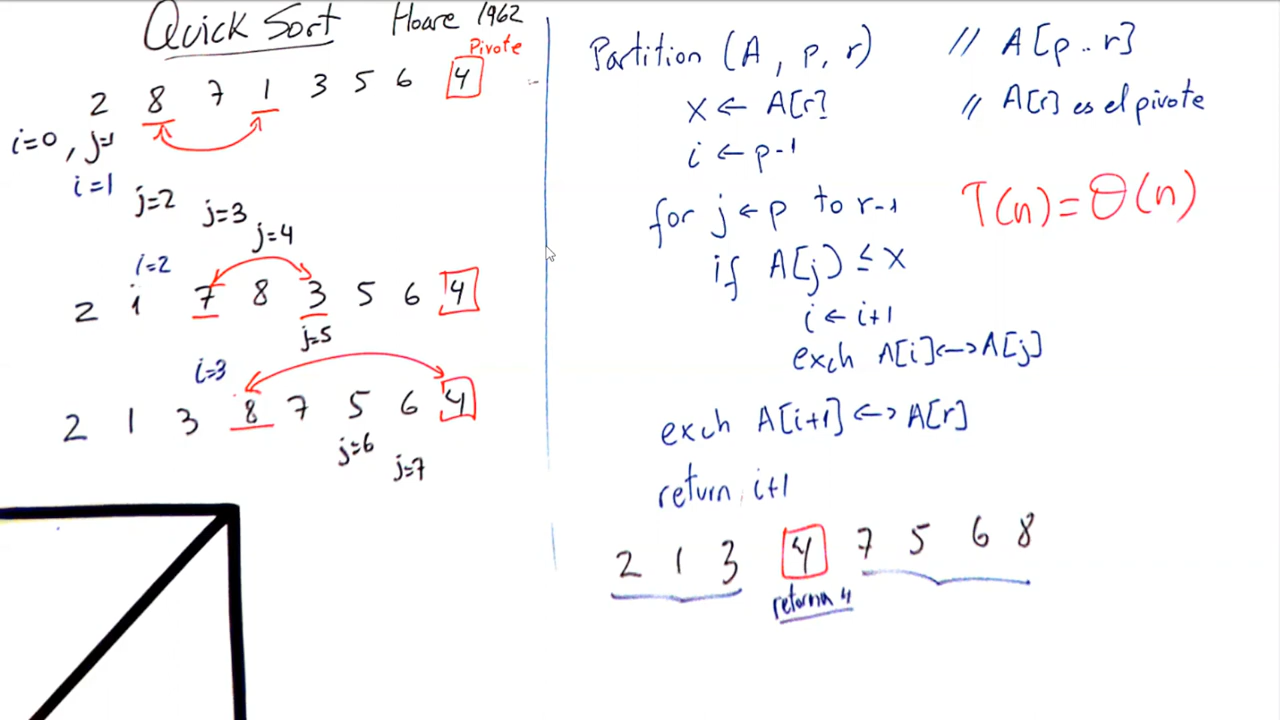 Quick Sort Hoare 1962
Pivote
2 8 7 1 3 5 6 4
i=0, j=1
i=1 j=2 j=3 j=4
i=2
2 1 7 8 3 5 6 4
j=5
i=3
2 1 3 8 7 5 6 4
j=6 j=7
Partition (A, p, r) // A[p..r]
x ← A[r] // A[r] es el pivote
i ← p-1
T(n) = Θ(n)
for j ← p to r-1
if A[j] ≤ x
i ← i+1
exch A[i] ↔ A[j]
exch A[i+1] ↔ A[r]
return i+1
2 1 3 4 7 5 6 8
retorna 4